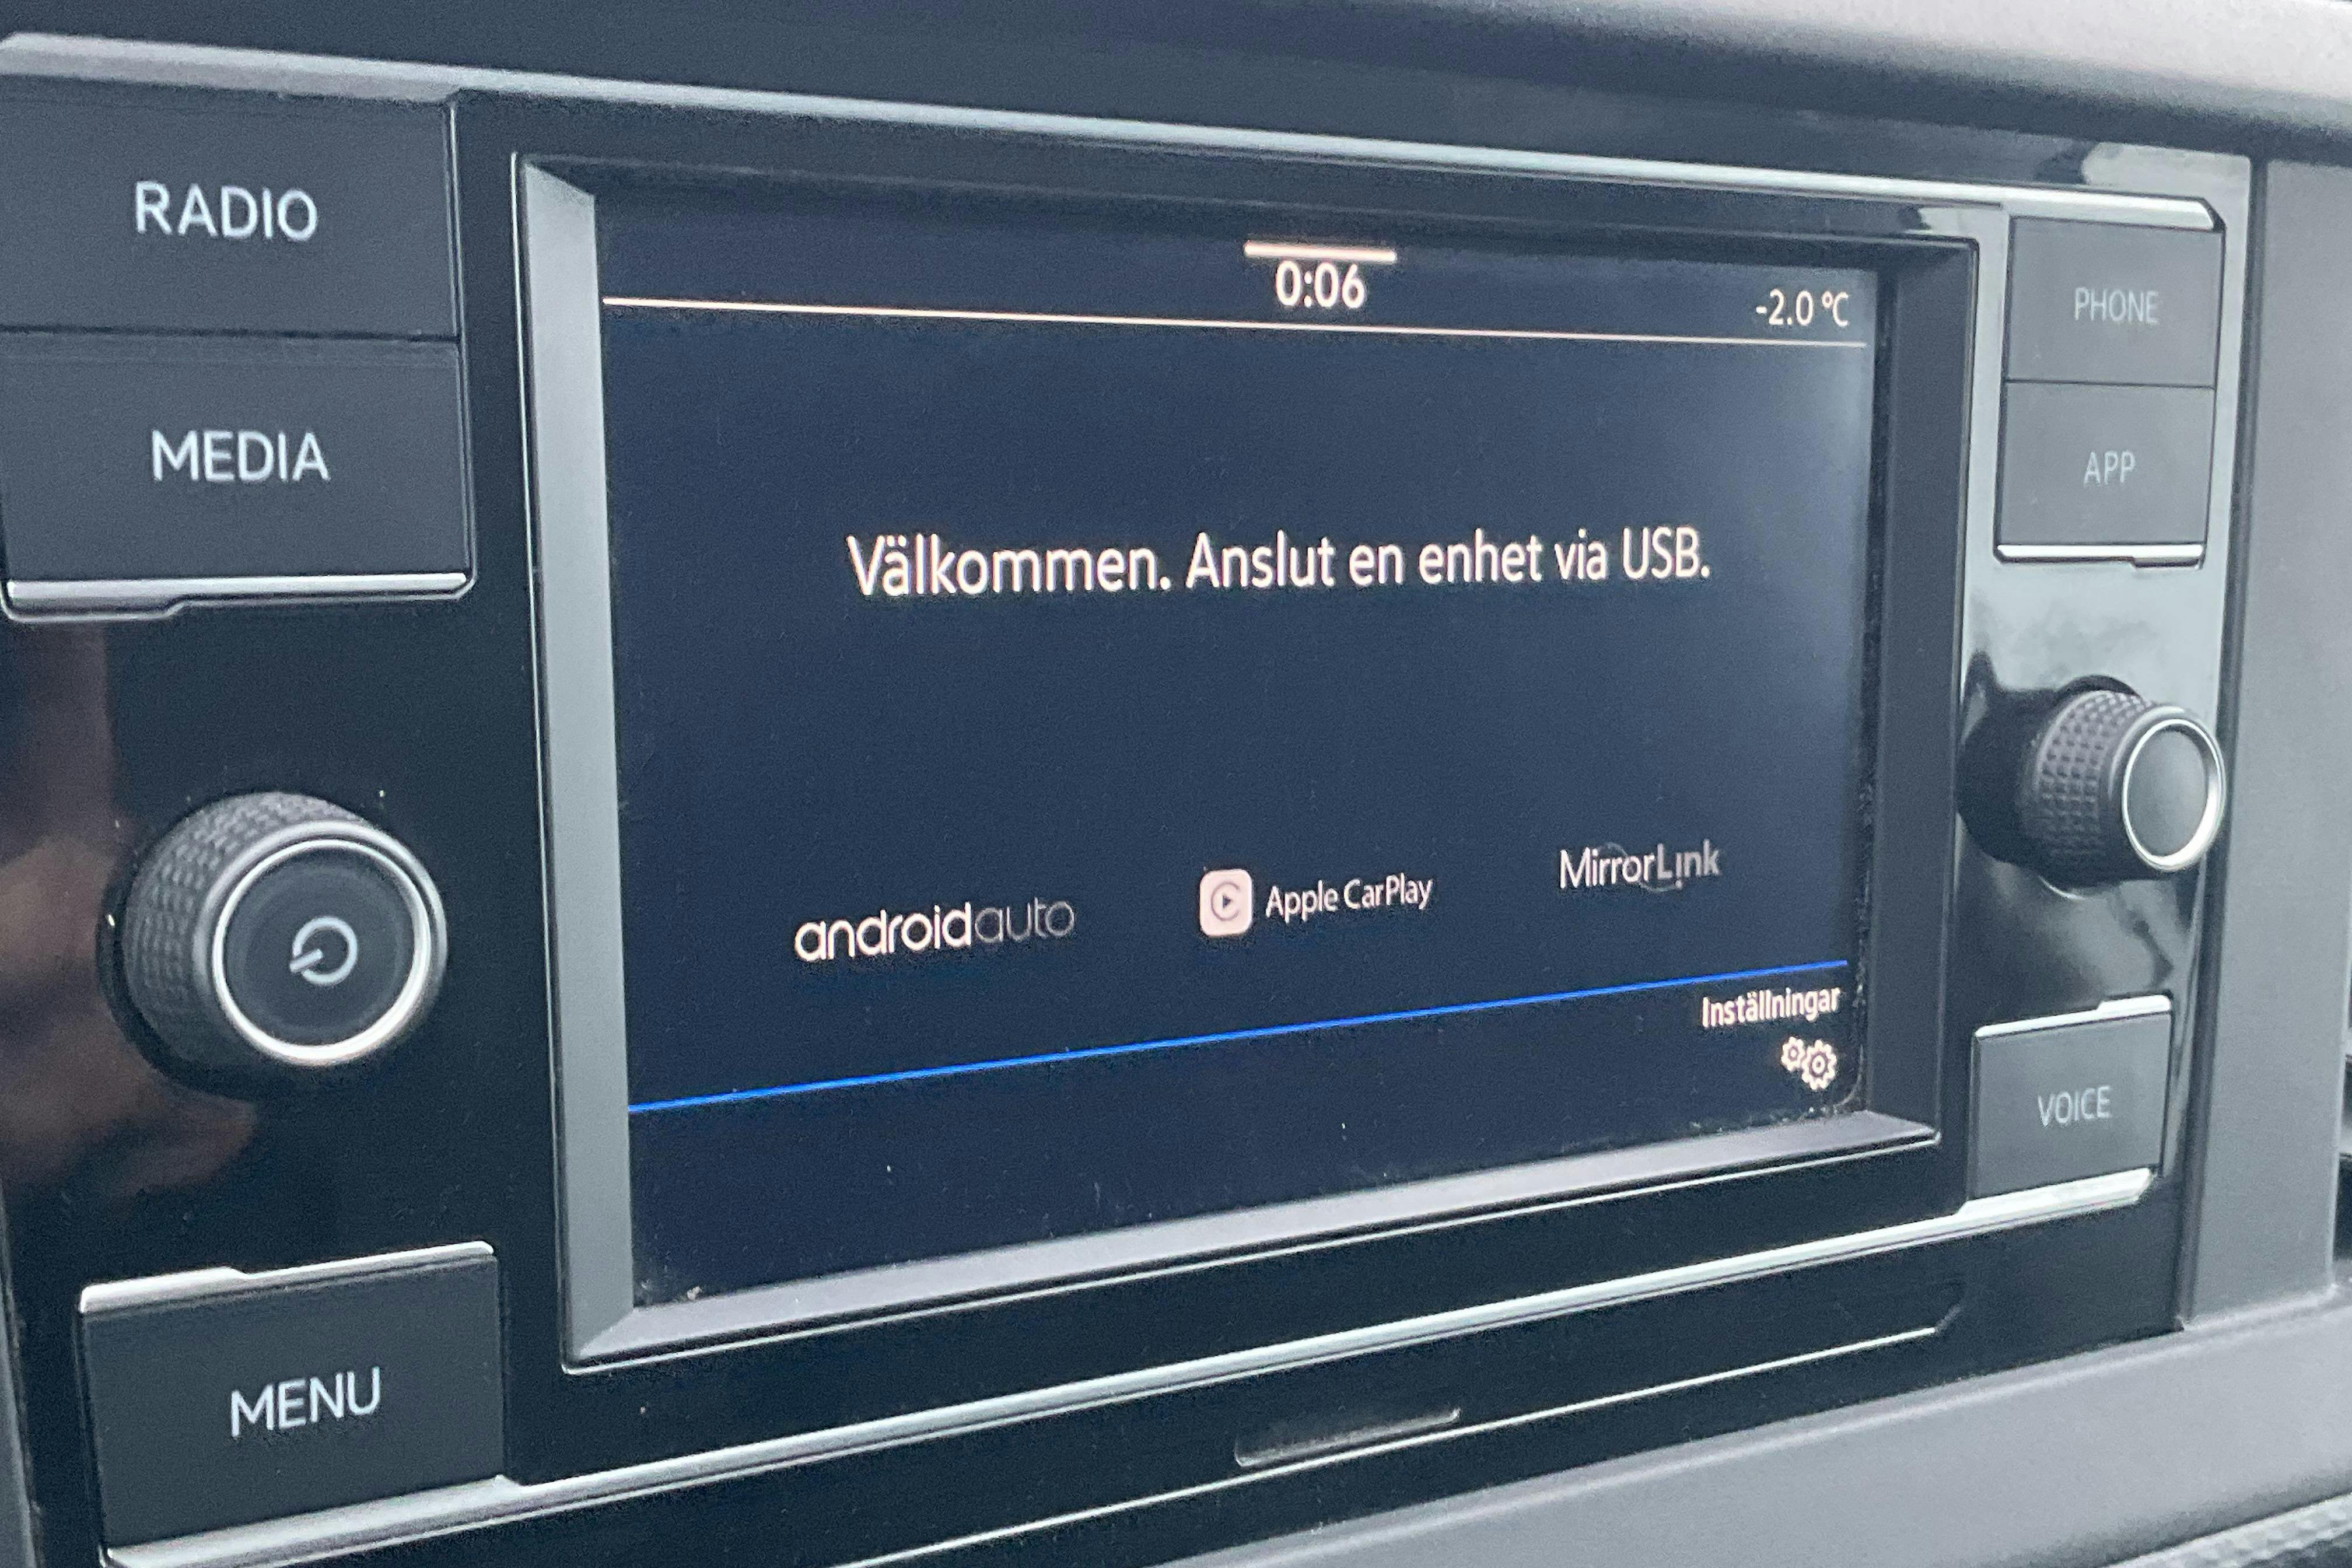 RADIO
MEDIA
MENU
0:06
-2.0 °C
Välkommen. Anslut en enhet via USB.
androidauto
Apple CarPlay
MirrorLink
Inställningar
PHONE
APP
VOICE